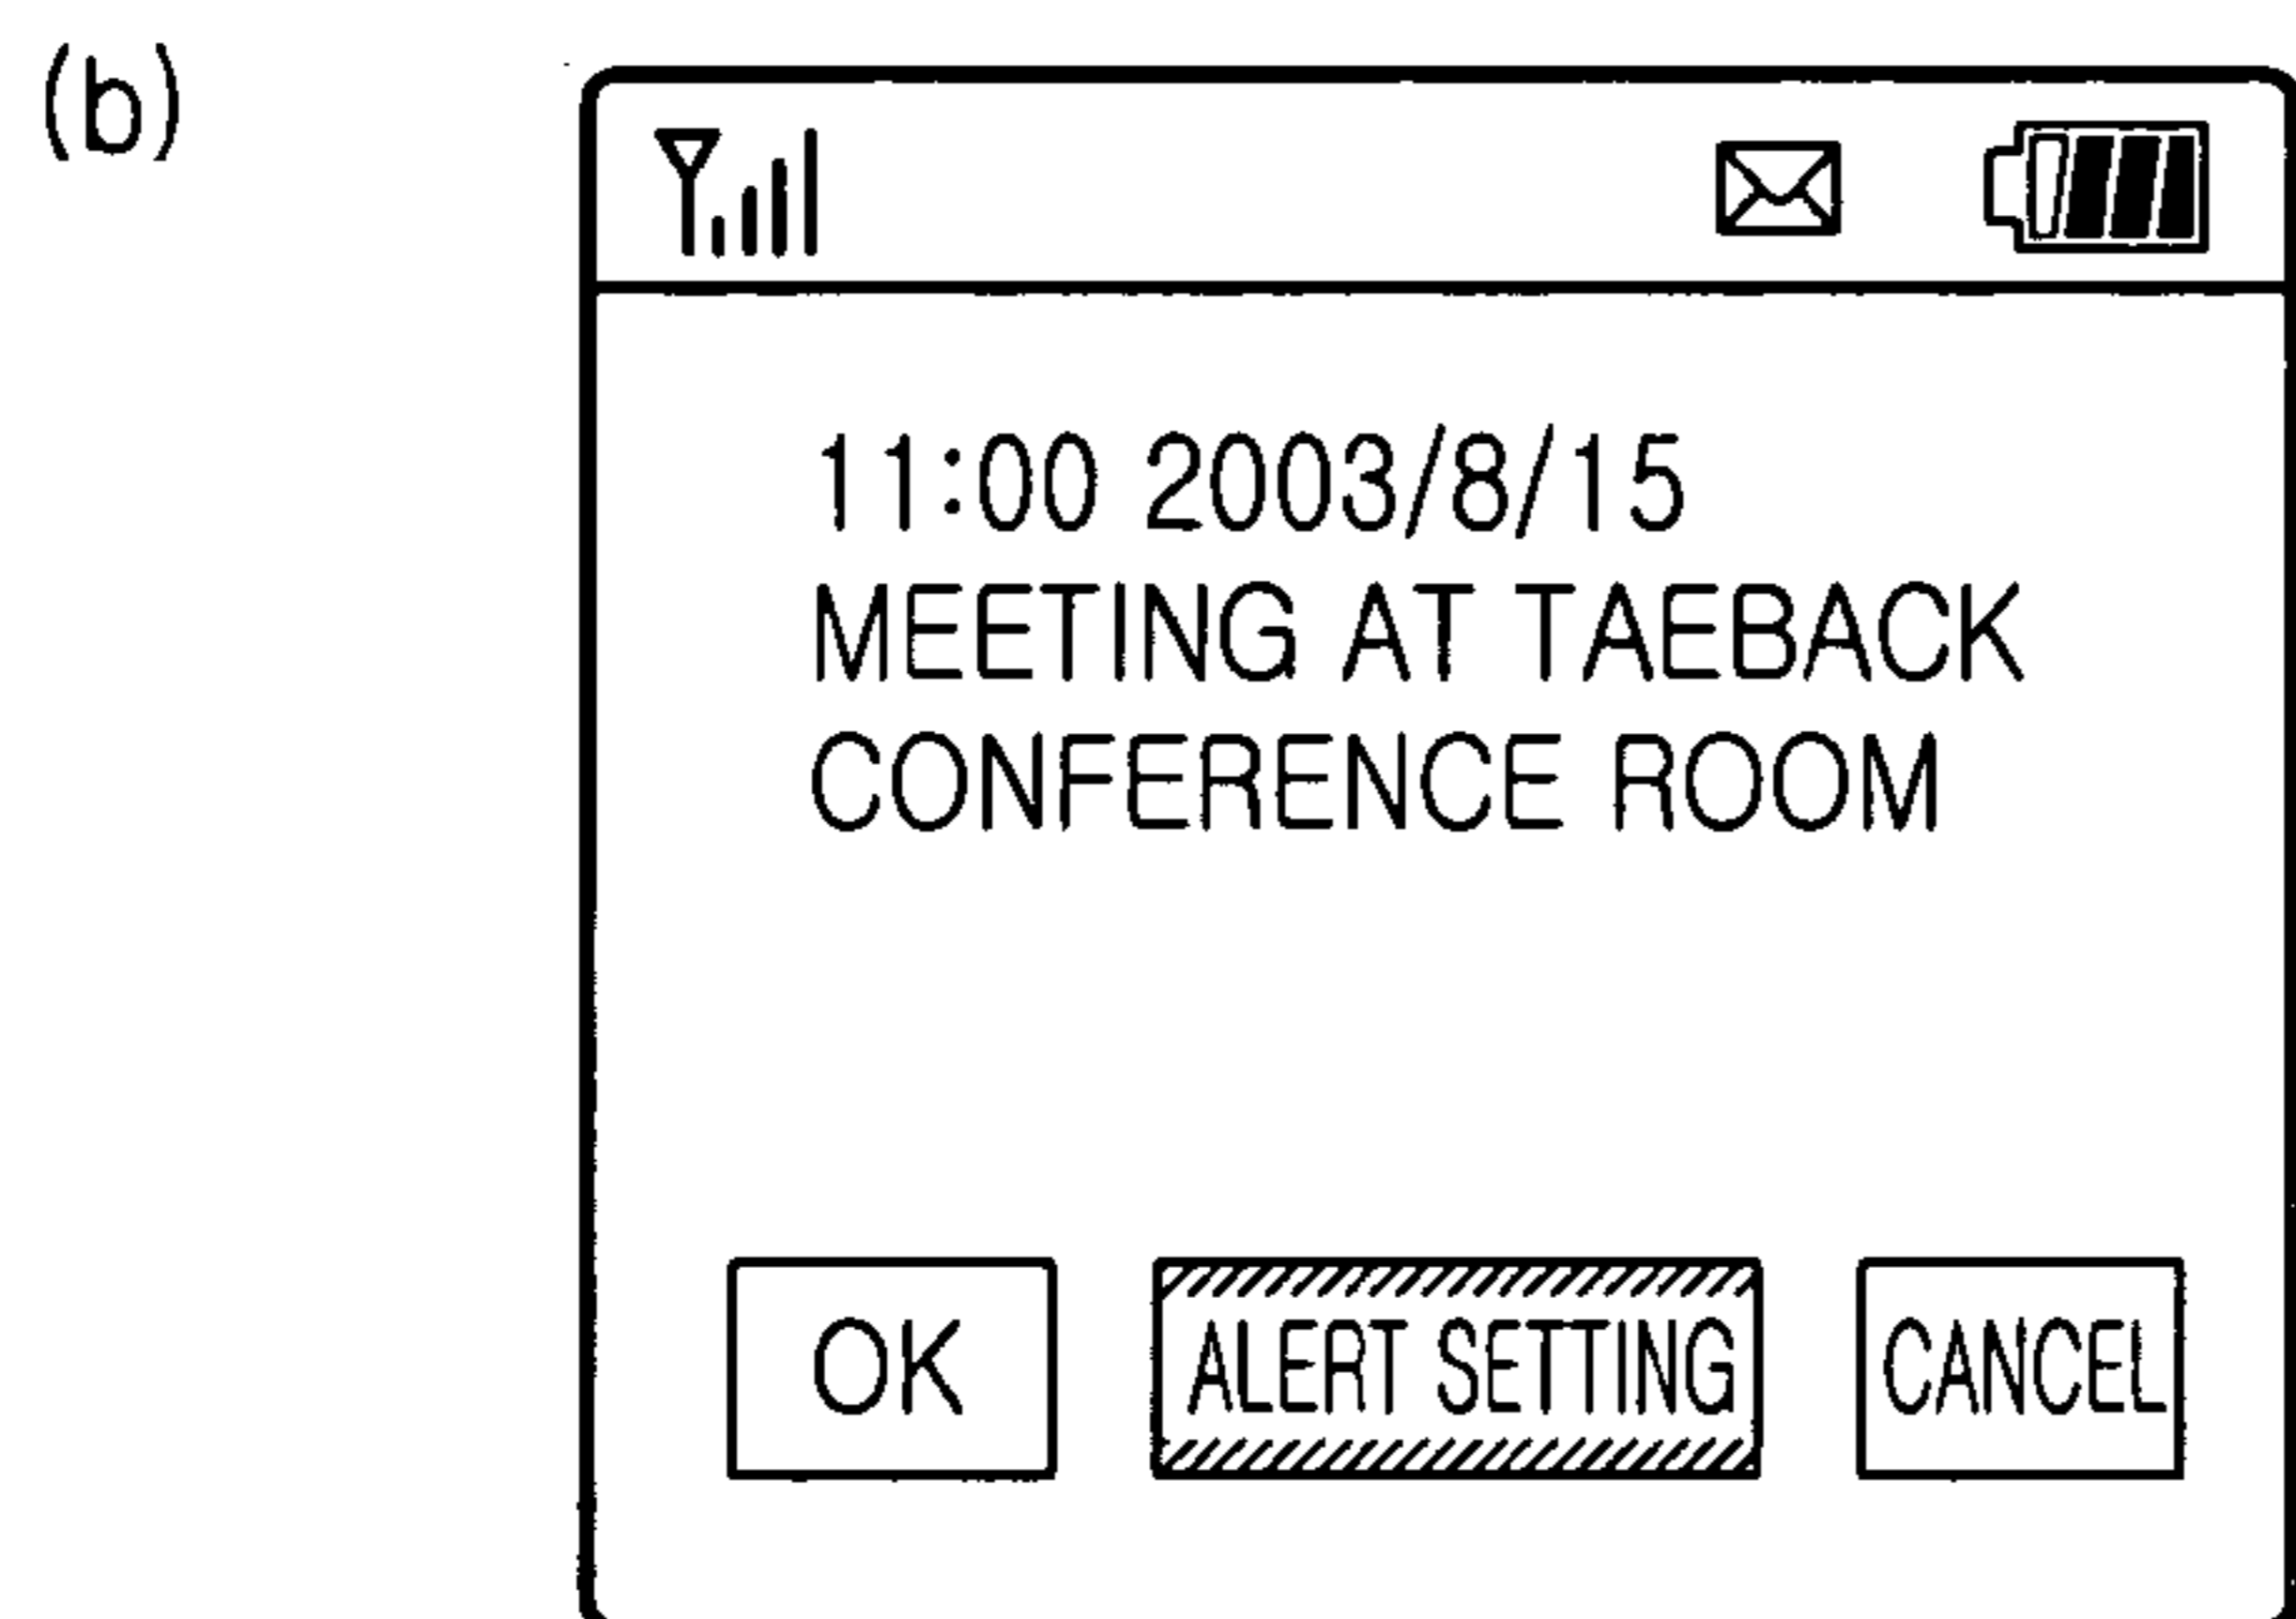 (b)
11:00 2003/8/15
MEETING AT TAEBACK
CONFERENCE ROOM
OK ALERT SETTING CANCEL